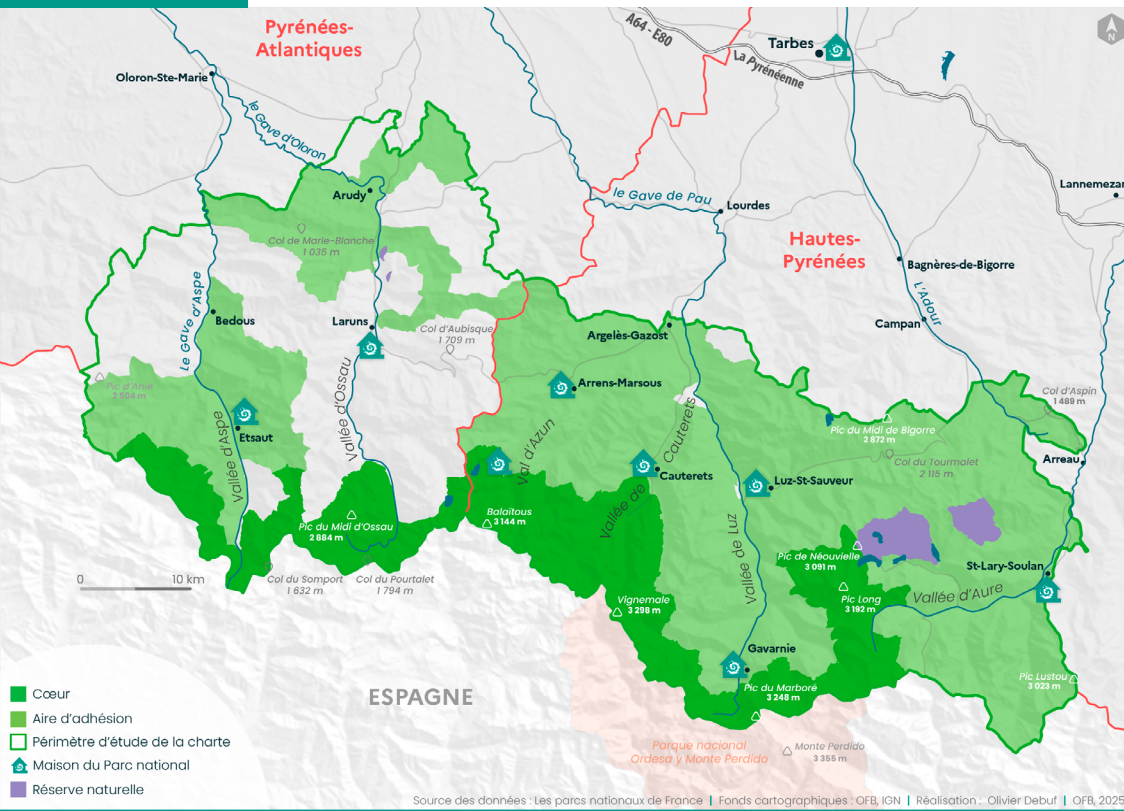 Pyrénées-
Atlantiques
A64 - E80
La Pyrénéenne
Tarbes
N
Oloron-Ste-Marie
le Gave d'Oloron
Arudy
le Gave de Pau
Lourdes
Lannemezan
Hautes-
Pyrénées
Col de Marie-Blanche
1 035 m
Bagnères-de-Bigorre
L'Adour
Le Gave d'Aspe
Bedous
Laruns
Col d'Aubisque
1 709 m
Argelès-Gazost
Campan
Pic d'Anie
2 504 m
Vallée d'Ossau
Arrens-Marsous
Col d'Aspin
1 489 m
Etsaut
Vallée d'Aspe
Val d'Azun
Vallée de Cauterets
Pic du Midi de Bigorre
2 872 m
Col du Tourmalet
2 115 m
Arreau
Cauterets
Luz-St-Sauveur
Balaïtous
3 144 m
Pic du Midi d'Ossau
2 884 m
Vallée de Luz
Pic de Néouvielle
3 091 m
St-Lary-Soulan
0
10 km
Col du Somport
1 632 m
Col du Pourtalet
1 794 m
Vignemale
3 298 m
Pic Long
3 192 m
Vallée d'Aure
Gavarnie
Pic du Marboré
3 248 m
Pic Lustou
3 023 m
ESPAGNE
Parque nacional
Ordesa y Monte Perdido
Monte Perdido
3 355 m
Cœur
Aire d'adhésion
Périmètre d'étude de la charte
Maison du Parc national
Réserve naturelle
Source des données : Les parcs nationaux de France | Fonds cartographiques : OFB, IGN | Réalisation : Olivier Debuf | OFB, 2025